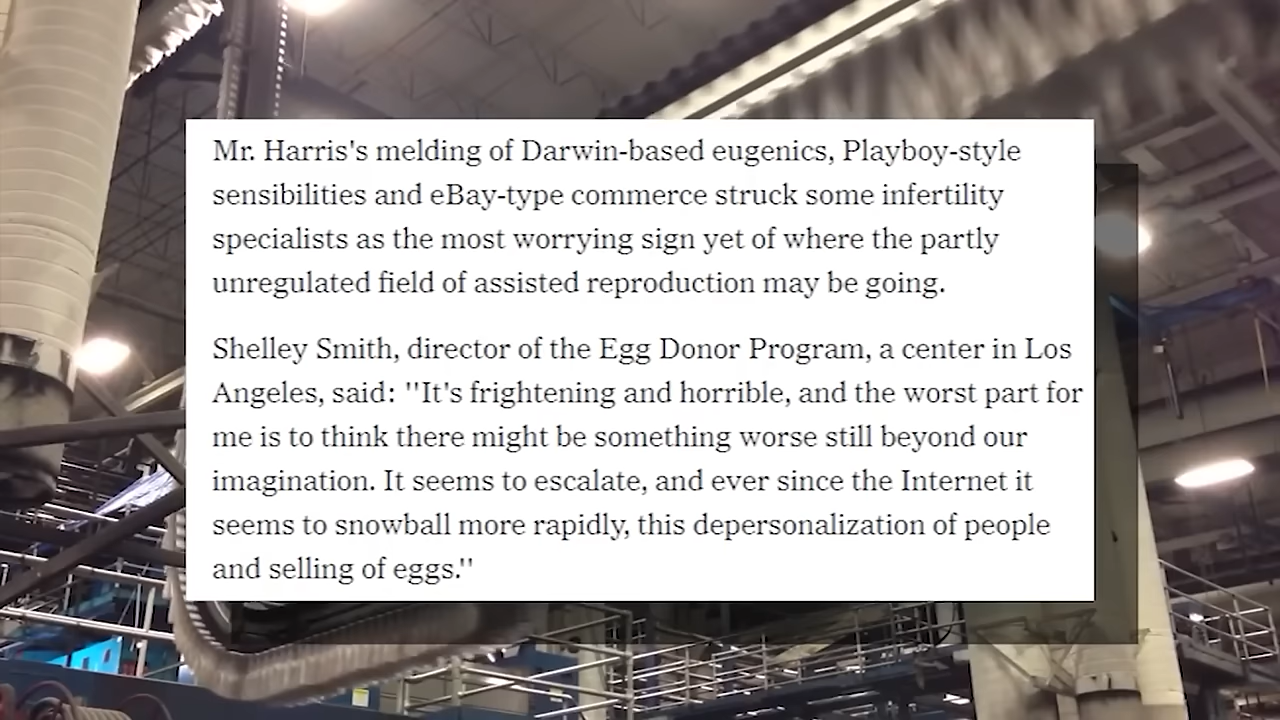 Mr. Harris's melding of Darwin-based eugenics, Playboy-style
sensibilities and eBay-type commerce struck some infertility
specialists as the most worrying sign yet of where the partly
unregulated field of assisted reproduction may be going.
Shelley Smith, director of the Egg Donor Program, a center in Los
Angeles, said: ''It's frightening and horrible, and the worst part for
me is to think there might be something worse still beyond our
imagination. It seems to escalate, and ever since the Internet it
seems to snowball more rapidly, this depersonalization of people
and selling of eggs.''